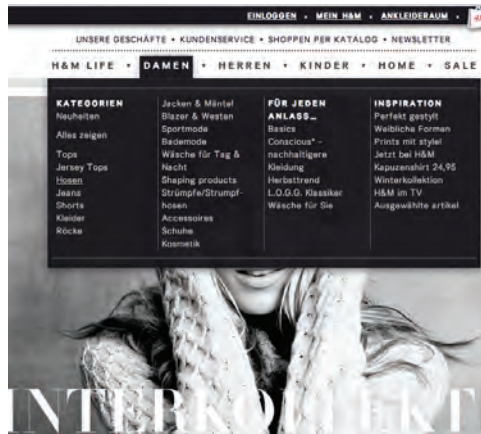 EINLOGGEN • MEIN H&M • ANKLEIDERAUM •
UNSERE GESCHÄFTE • KUNDENSERVICE • SHOPPEN PER KATALOG • NEWSLETTER
H&M LIFE • DAMEN • HERREN • KINDER • HOME • SALE
KATEGORIEN
Neuheiten
Alles zeigen
Tops
Jersey Tops
Hosen
Jeans
Shorts
Kleider
Röcke
Jacken & Mäntel
Blazer & Westen
Sportmode
Bademode
Wäsche für Tag &
Nacht
Shaping products
Strümpfe/Strumpf-
hosen
Accessoires
Schuhe
Kosmetik
FÜR JEDEN
ANLASS...
Basics
Conscious* -
nachhaltigere
Kleidung
Herbsttrend
L.O.G.G. Klassiker
Wäsche für Sie
INSPIRATION
Perfekt gestylt
Weibliche Formen
Prints mit style!
Jetzt bei H&M
Kapuzenshirt 24,95
Winterkollektion
H&M im TV
Ausgewählte artikel
INTERKOLLEKT